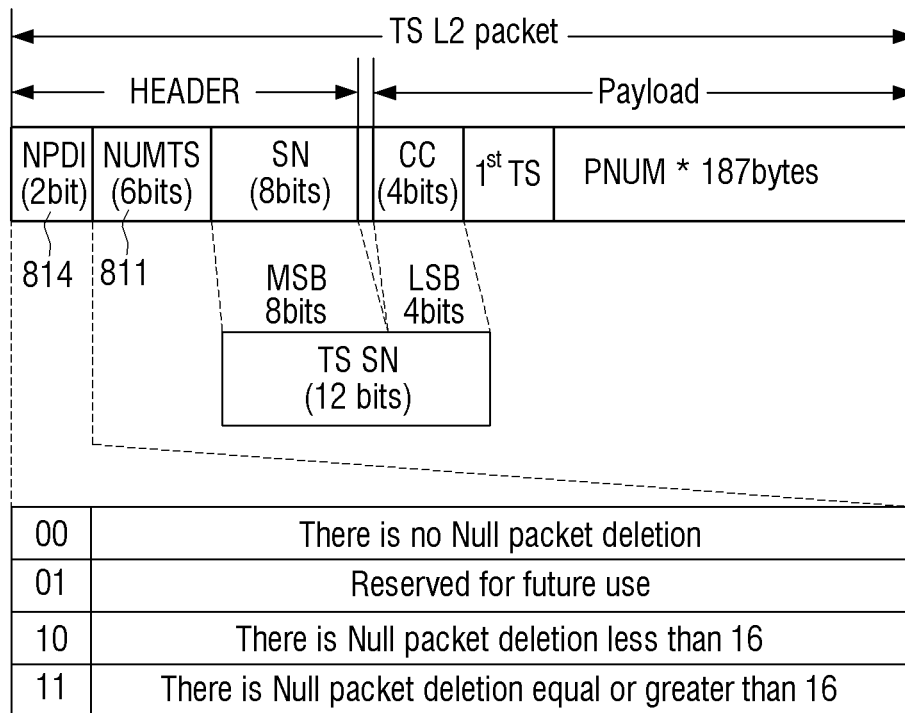 TS L2 packet
HEADER
Payload
NPDI
(2bit)
NUMTS
(6bits)
SN
(8bits)
CC
(4bits)
1st TS
PNUM * 187bytes
814
811
MSB
8bits
LSB
4bits
TS SN
(12 bits)
00 There is no Null packet deletion
01 Reserved for future use
10 There is Null packet deletion less than 16
11 There is Null packet deletion equal or greater than 16